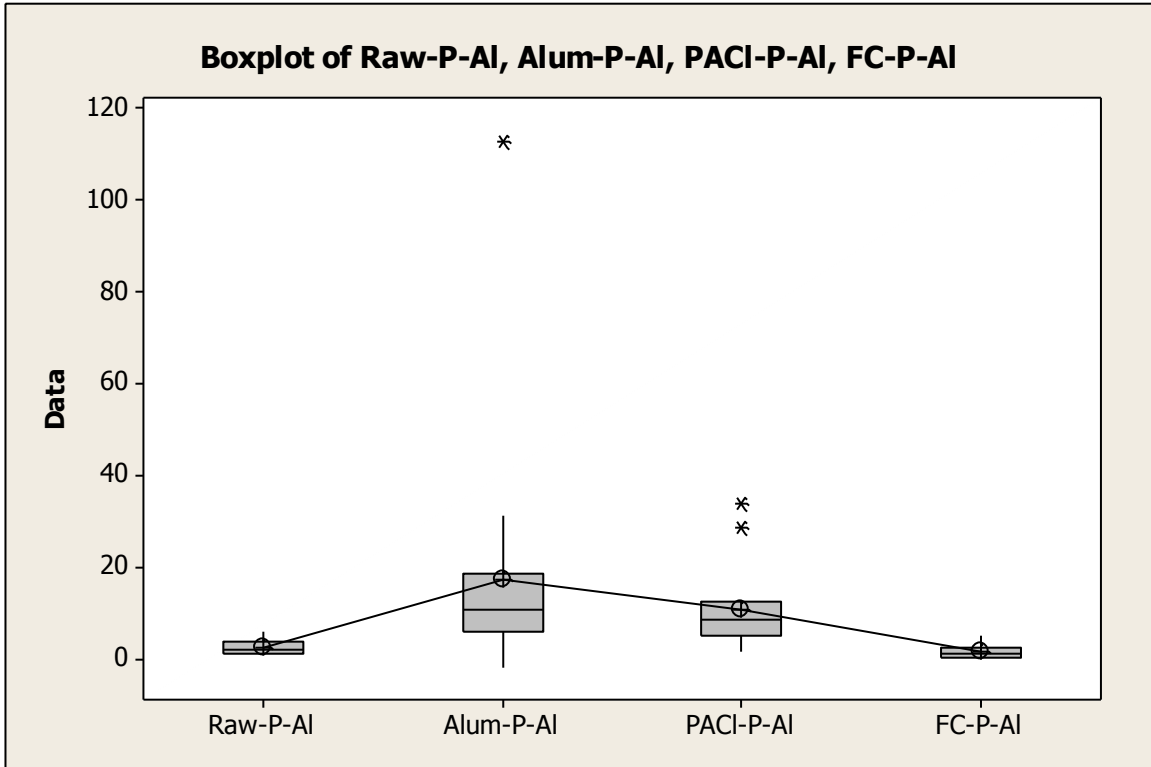 Boxplot of Raw-P-Al, Alum-P-Al, PACl-P-Al, FC-P-Al
120
100
80
60
40
20
0
Data
Raw-P-Al Alum-P-Al PACl-P-Al FC-P-Al